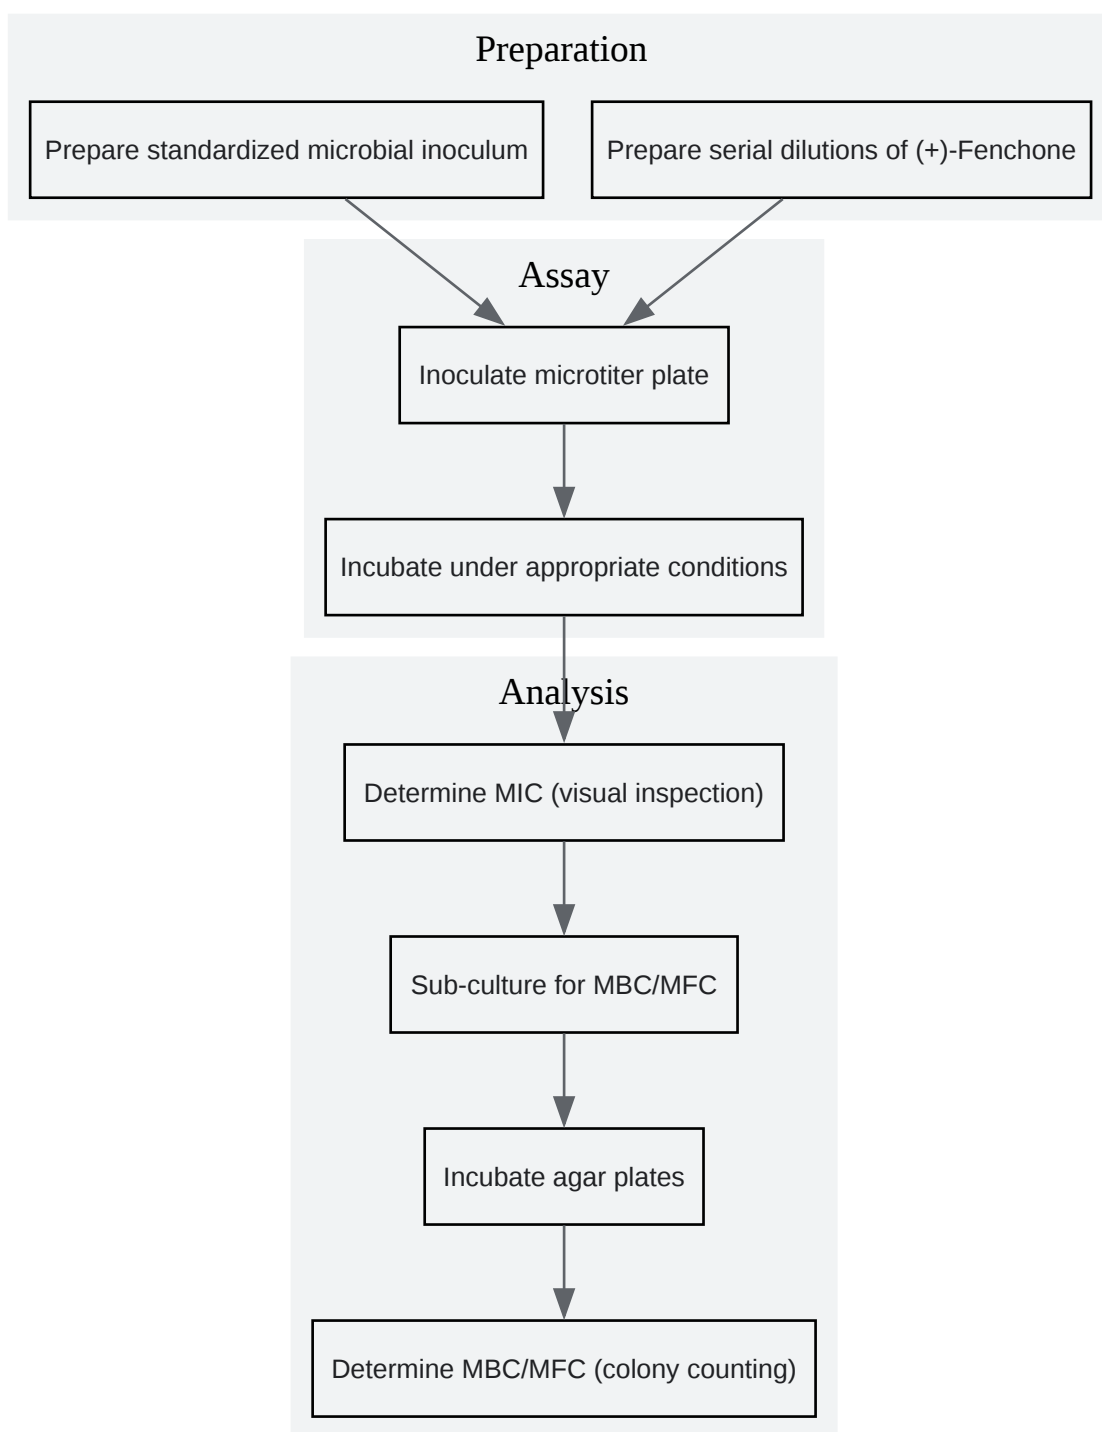 Preparation
Prepare standardized microbial inoculum
Prepare serial dilutions of (+)-Fenchone
Assay
Inoculate microtiter plate
Incubate under appropriate conditions
Analysis
Determine MIC (visual inspection)
Sub-culture for MBC/MFC
Incubate agar plates
Determine MBC/MFC (colony counting)